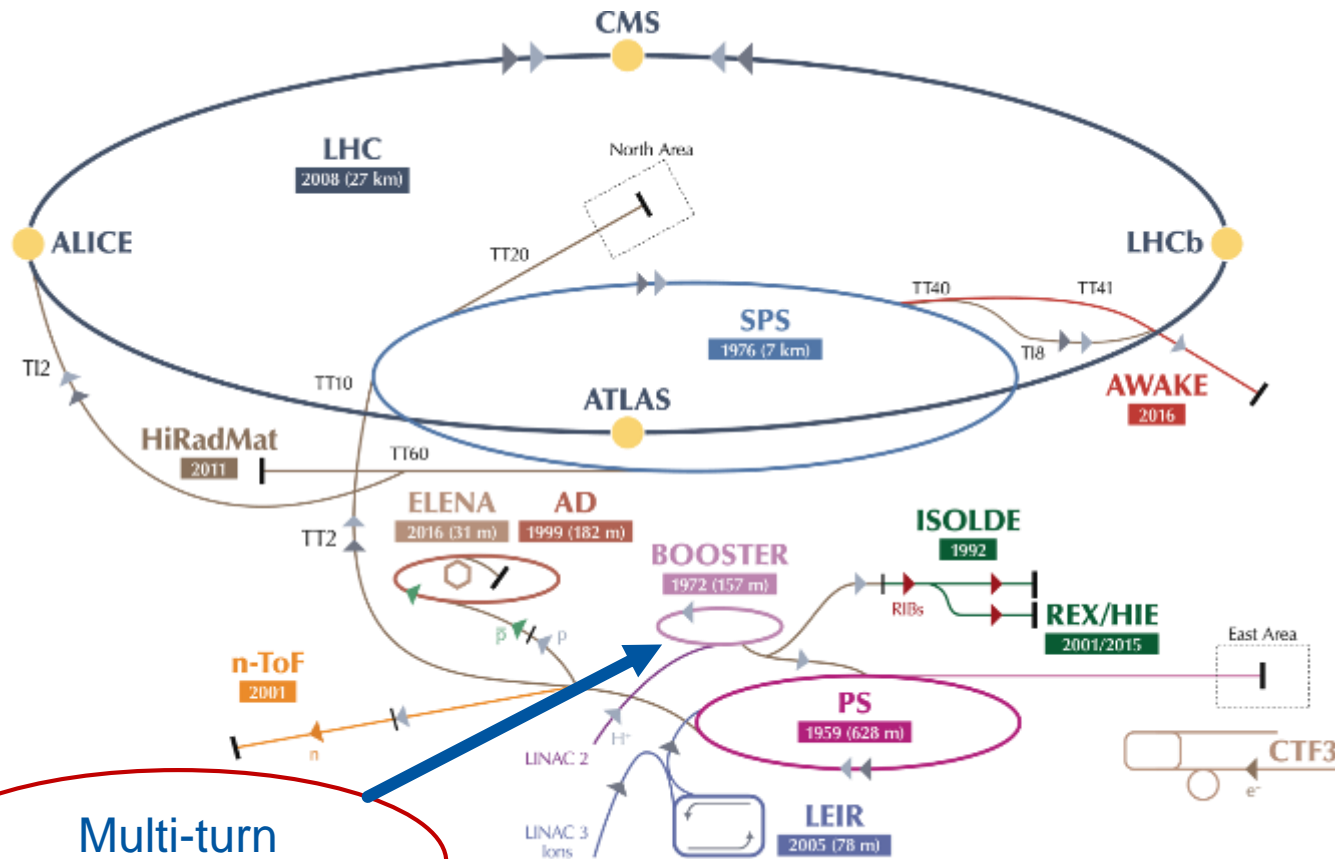 CMS
LHC
2008 (27 km)
North Area
ALICE
LHCb
TT20
TT40
TT41
SPS
1976 (7 km)
TI2
TI8
TT10
AWAKE
2016
ATLAS
HiRadMat
2011
TT60
ELENA
2016 (31 m)
AD
1999 (182 m)
TT2
ISOLDE
1992
BOOSTER
1972 (157 m)
RIBs
REX/HIE
2001/2015
p̅
p
East Area
n-ToF
2001
n
PS
1959 (628 m)
H+
LINAC 2
CTF3
e-
LEIR
2005 (78 m)
LINAC 3
Ions
Multi-turn